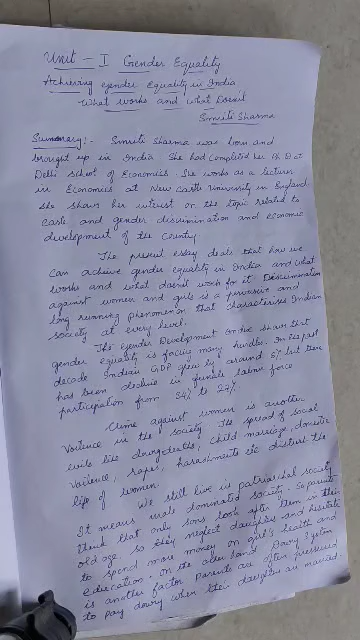 Unit - I Gender Equality
Achieving Gender Equality in India
What works and what Doesn't
Smriti Sharma
Summary:- Smriti Sharma was born and
brought up in India. She had completed her Ph.D at
Delhi School of Economics. She works as a lecturer
in Economics at New Castle University in England.
She shows her interest on the topic related to
caste and gender discrimination and economic
development of the Country.
The present essay deals that how we
can achieve gender equality in India and what
works and what doesn't work for it. Discrimination
against women and girls is a pervasive and
long running phenomenon that characterises Indian
society at every level.
The Gender Development index shows that
gender equality is facing many hurdles. In its past
decade Indian GDP grew by around 6% but there
has been decline in female labour force
participation from 34% to 27%.
Crime against women is another
Voilence in the society. The spread of social
evils like dowry-deaths, child marriage, domestic
voilence, rapes, harashments etc disturb the
life of women.
We still live in patriarchal society
It means male dominated society. So parents
think that only sons look after them in their
old age. So they neglect daughters and hesitate
to spend more money on girl's health and
education. On the other hand Dowry System
is another factor parents are often pressurised
to pay dowry when their daughters are married.